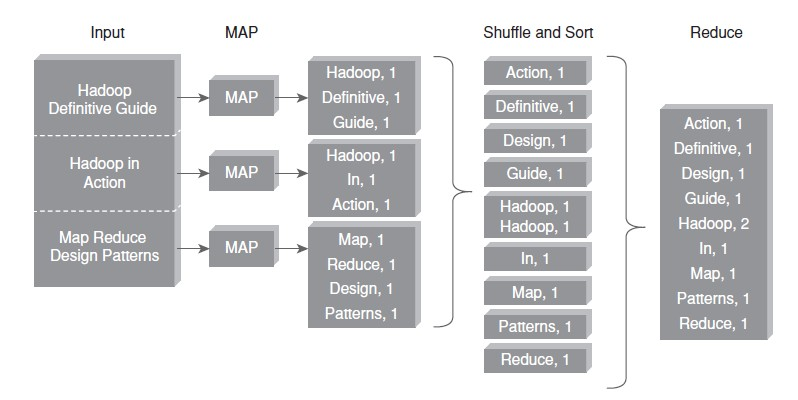 Input
MAP
Shuffle and Sort
Reduce
Hadoop
Definitive Guide
Hadoop in
Action
Map Reduce
Design Patterns
MAP
MAP
MAP
Hadoop, 1
Definitive, 1
Guide, 1
Hadoop, 1
In, 1
Action, 1
Map, 1
Reduce, 1
Design, 1
Patterns, 1
Action, 1
Definitive, 1
Design, 1
Guide, 1
Hadoop, 1
Hadoop, 1
In, 1
Map, 1
Patterns, 1
Reduce, 1
Action, 1
Definitive, 1
Design, 1
Guide, 1
Hadoop, 2
In, 1
Map, 1
Patterns, 1
Reduce, 1